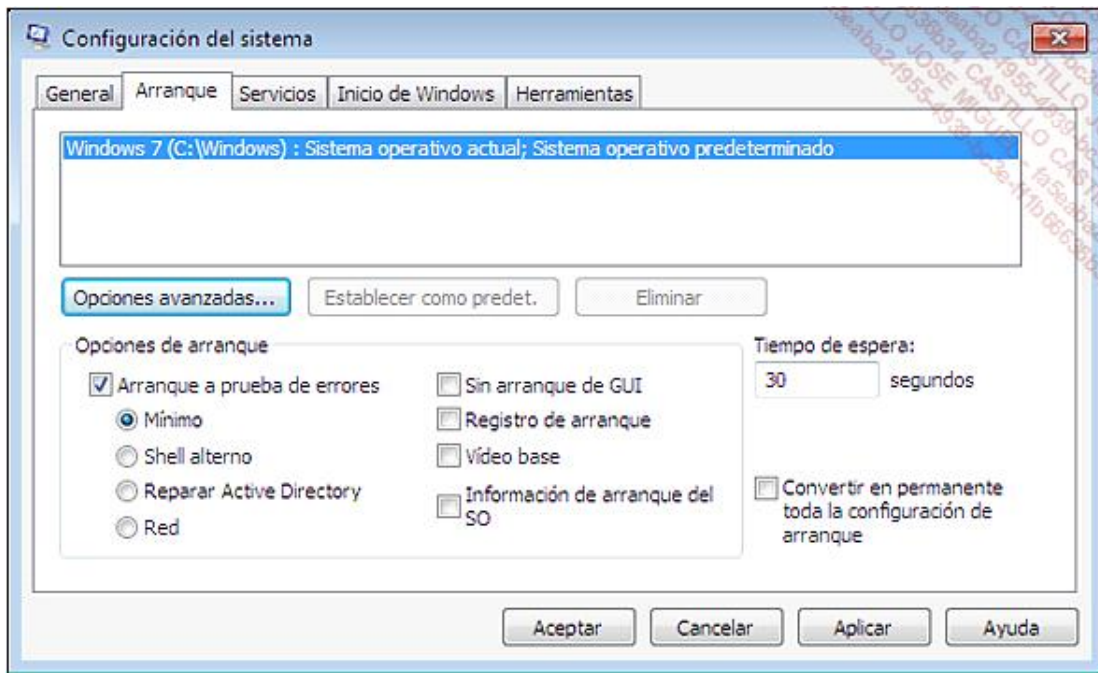 Configuración del sistema
General Arranque Servicios Inicio de Windows Herramientas
Windows 7 (C:\Windows) : Sistema operativo actual; Sistema operativo predeterminado
Opciones avanzadas... Establecer como predet. Eliminar
Opciones de arranque
Arranque a prueba de errores
Mínimo
Shell alterno
Reparar Active Directory
Red
Sin arranque de GUI
Registro de arranque
Vídeo base
Información de arranque del
SO
Tiempo de espera:
30 segundos
Convertir en permanente
toda la configuración de
arranque
Aceptar Cancelar Aplicar Ayuda
CASTILLO JOSE MIGUEL